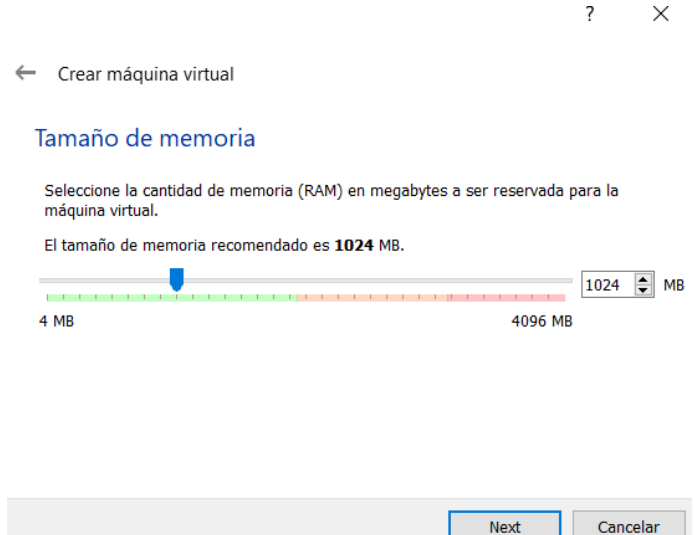 ?
Crear máquina virtual
Tamaño de memoria
Seleccione la cantidad de memoria (RAM) en megabytes a ser reservada para la
máquina virtual.
El tamaño de memoria recomendado es 1024 MB.
1024 MB
4 MB 4096 MB
Next Cancelar